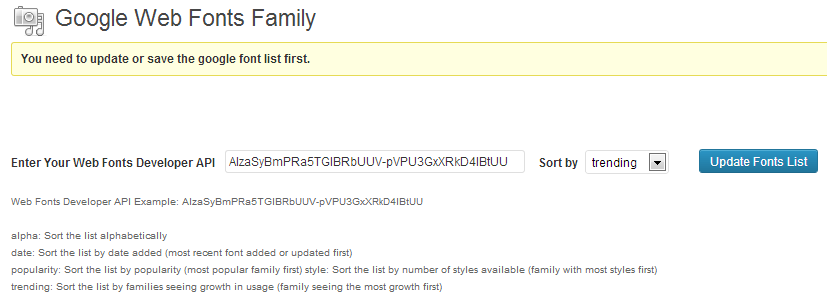 Google Web Fonts Family
You need to update or save the google font list first.
Enter Your Web Fonts Developer API AIzaSyBmPRa5TGlBRbUUV-pVPU3GxXRkD4lBtUU Sort by trending Update Fonts List
Web Fonts Developer API Example: AIzaSyBmPRa5TGlBRbUUV-pVPU3GxXRkD4lBtUU
alpha: Sort the list alphabetically
date: Sort the list by date added (most recent font added or updated first)
popularity: Sort the list by popularity (most popular family first) style: Sort the list by number of styles available (family with most styles first)
trending: Sort the list by families seeing growth in usage (family seeing the most growth first)